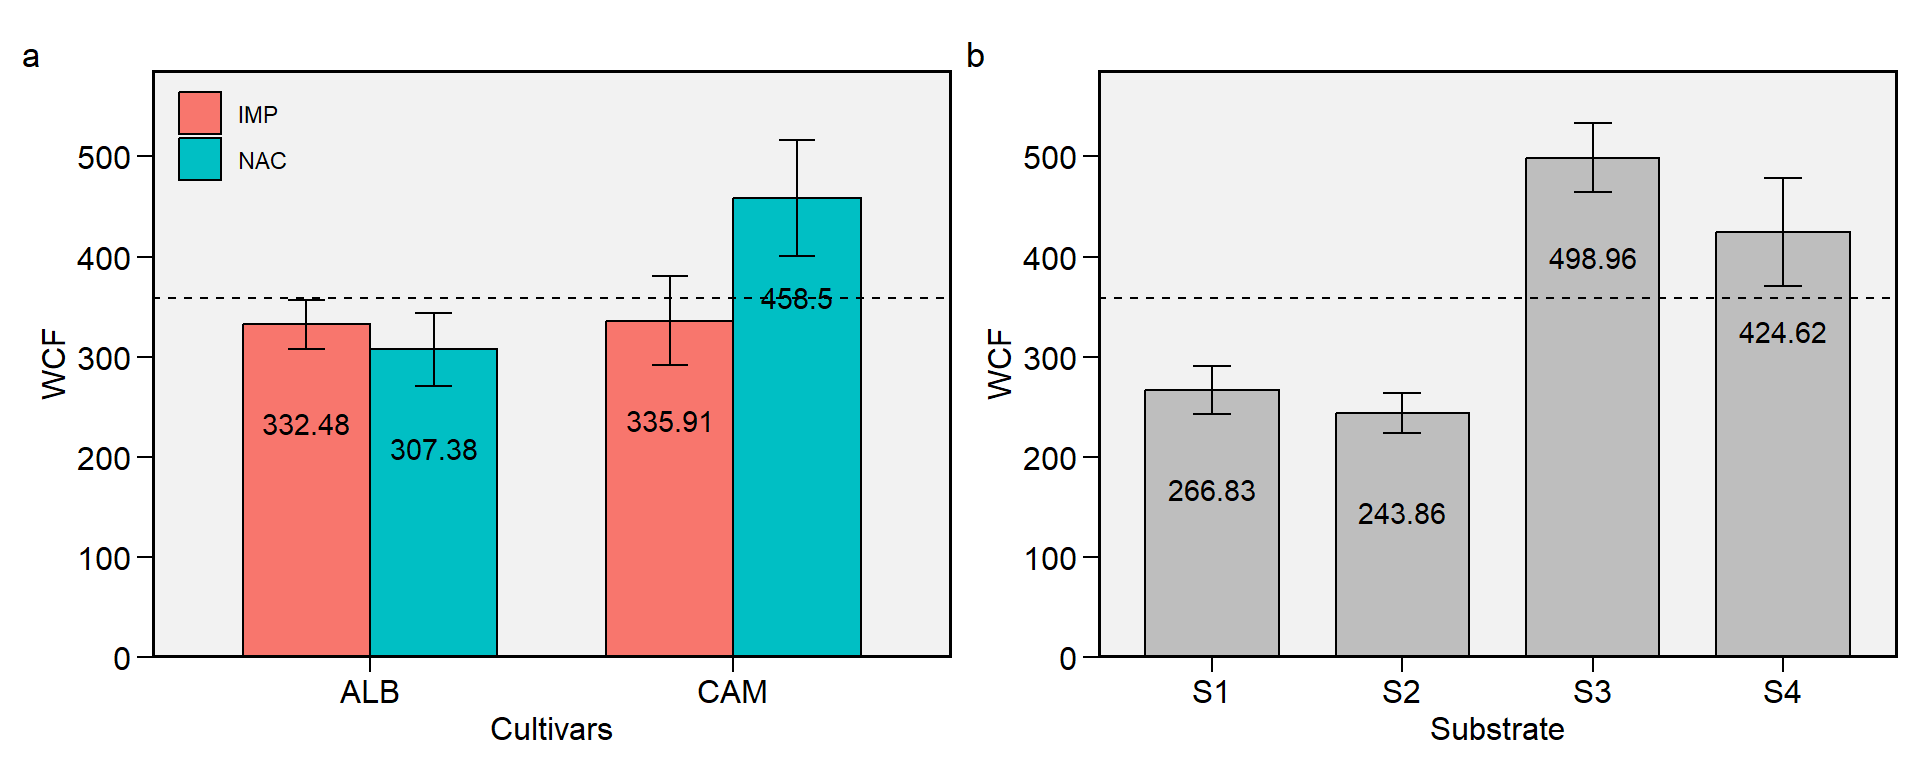 a
IMP
NAC
500
400
300
200
100
0
WCF
332.48
307.38
335.91
458.5
ALB
CAM
Cultivars
b
500
400
300
200
100
0
WCF
266.83
243.86
498.96
424.62
S1
S2
S3
S4
Substrate